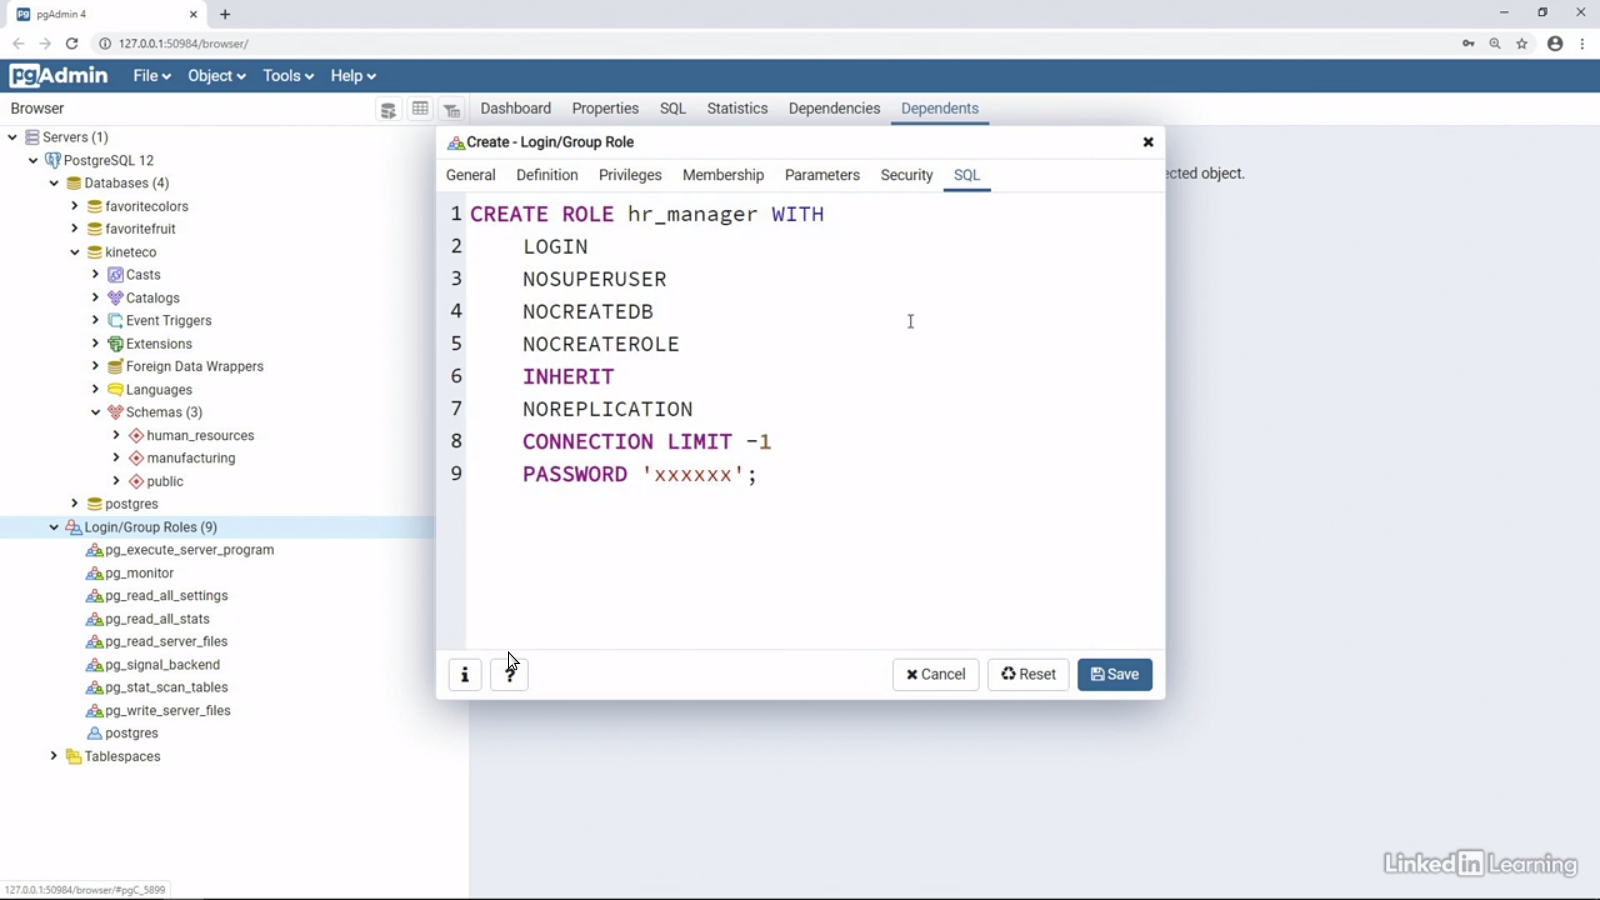 pgAdmin 4
127.0.0.1:50984/browser/
pgAdmin File Object Tools Help
Browser
Dashboard Properties SQL Statistics Dependencies Dependents
Servers (1)
PostgreSQL 12
Databases (4)
favoritecolors
favoritefruit
kineteco
Casts
Catalogs
Event Triggers
Extensions
Foreign Data Wrappers
Languages
Schemas (3)
human_resources
manufacturing
public
postgres
Login/Group Roles (9)
pg_execute_server_program
pg_monitor
pg_read_all_settings
pg_read_all_stats
pg_read_server_files
pg_signal_backend
pg_stat_scan_tables
pg_write_server_files
postgres
Tablespaces
127.0.0.1:50984/browser/#pgC_5899
Create - Login/Group Role
General Definition Privileges Membership Parameters Security SQL
1 CREATE ROLE hr_manager WITH
2 LOGIN
3 NOSUPERUSER
4 NOCREATEDB
5 NOCREATEROLE
6 INHERIT
7 NOREPLICATION
8 CONNECTION LIMIT -1
9 PASSWORD 'xxxxxx';
i ? Cancel Reset Save
ected object.
Linked in Learning